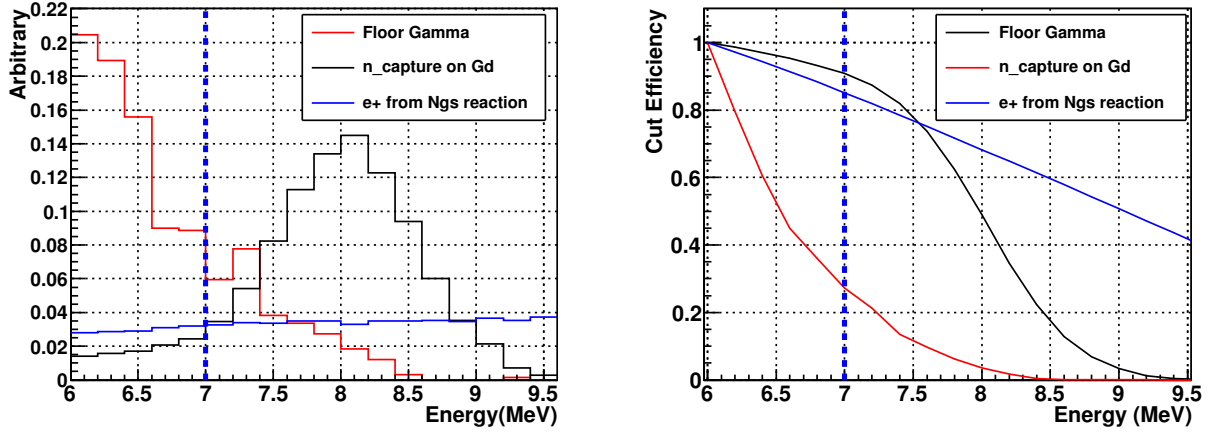 Arbitrary
0.22
0.2
0.18
0.16
0.14
0.12
0.1
0.08
0.06
0.04
0.02
0
Floor Gamma
n_capture on Gd
e+ from Ngs reaction
6 6.5 7 7.5 8 8.5 9 9.5
Energy(MeV)
Cut Efficiency
1
0.8
0.6
0.4
0.2
0
Floor Gamma
n_capture on Gd
e+ from Ngs reaction
6 6.5 7 7.5 8 8.5 9 9.5
Energy (MeV)